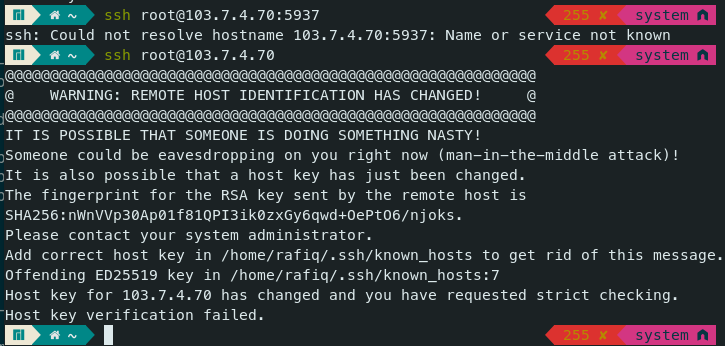 ~ ssh root@103.7.4.70:5937 255 ✘ system
ssh: Could not resolve hostname 103.7.4.70:5937: Name or service not known
~ ssh root@103.7.4.70 255 ✘ system
@@@@@@@@@@@@@@@@@@@@@@@@@@@@@@@@@@@@@@@@@@@@@@@@@@@@@@@@@@@
@    WARNING: REMOTE HOST IDENTIFICATION HAS CHANGED!     @
@@@@@@@@@@@@@@@@@@@@@@@@@@@@@@@@@@@@@@@@@@@@@@@@@@@@@@@@@@@
IT IS POSSIBLE THAT SOMEONE IS DOING SOMETHING NASTY!
Someone could be eavesdropping on you right now (man-in-the-middle attack)!
It is also possible that a host key has just been changed.
The fingerprint for the RSA key sent by the remote host is
SHA256:nWnVVp30Ap01f81QPI3ik0zxGy6qwd+OePtO6/njoks.
Please contact your system administrator.
Add correct host key in /home/rafiq/.ssh/known_hosts to get rid of this message.
Offending ED25519 key in /home/rafiq/.ssh/known_hosts:7
Host key for 103.7.4.70 has changed and you have requested strict checking.
Host key verification failed.
~ 255 ✘ system